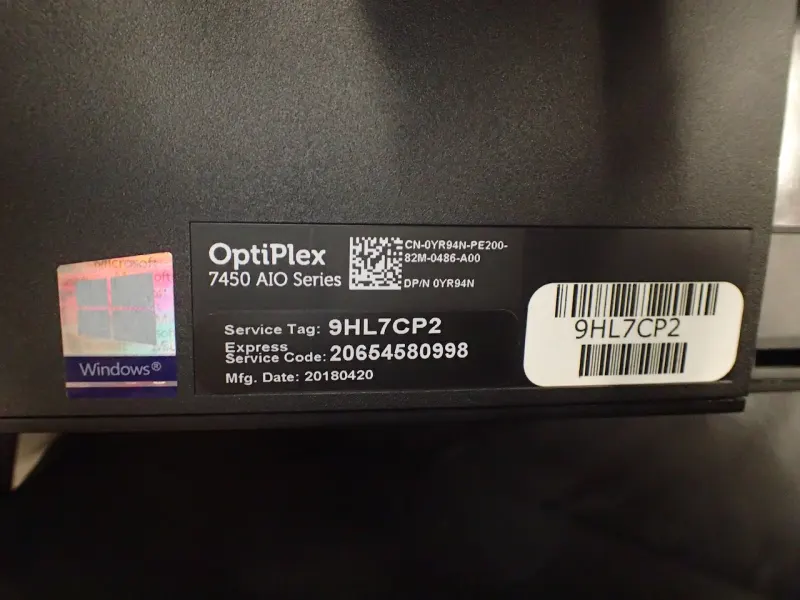 OptiPlex
7450 AIO Series
CN-0YR94N-PE200-
82M-0486-A00
DP/N 0YR94N
Service Tag: 9HL7CP2
Express
Service Code: 20654580998
Mfg. Date: 20180420
9HL7CP2
Microsoft
Windows®